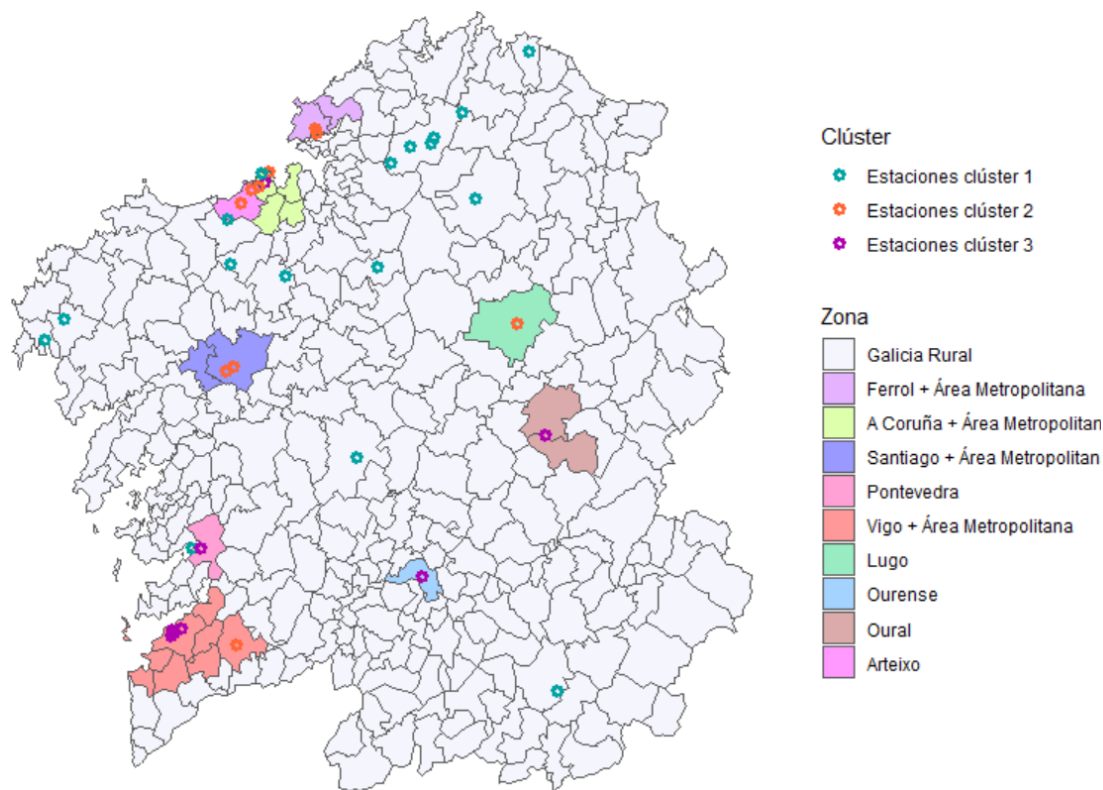 Clúster
Estaciones clúster 1
Estaciones clúster 2
Estaciones clúster 3
Zona
Galicia Rural
Ferrol + Área Metropolitana
A Coruña + Área Metropolitan
Santiago + Área Metropolitan
Pontevedra
Vigo + Área Metropolitana
Lugo
Ourense
Oural
Arteixo